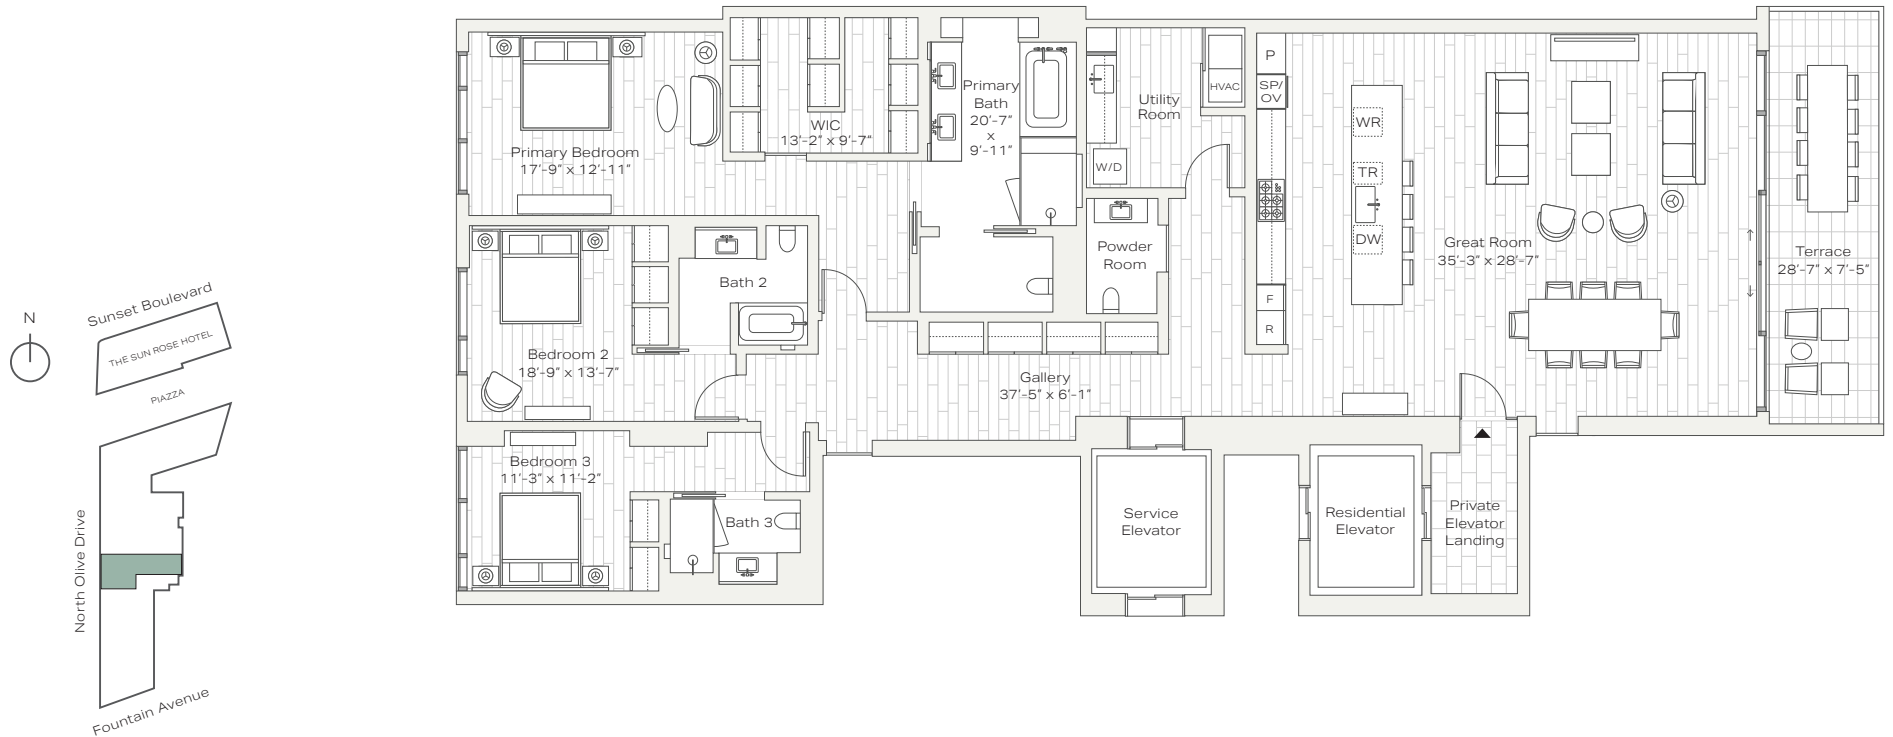 N
Sunset Boulevard
THE SUN ROSE HOTEL
PIAZZA
North Olive Drive
Fountain Avenue
Primary Bedroom
17'-9" x 12'-11"
WIC
13'-2" x 9'-7"
Primary
Bath
20'-7"
x
9'-11"
Utility
Room
HVAC
W/D
P
SP/
OV
WR
TR
DW
F
R
Great Room
35'-3" x 28'-7"
Terrace
28'-7" x 7'-5"
Powder
Room
Bath 2
Bedroom 2
18'-9" x 13'-7"
Gallery
37'-5" x 6'-1"
Bedroom 3
11'-3" x 11'-2"
Bath 3
Service
Elevator
Residential
Elevator
Private
Elevator
Landing